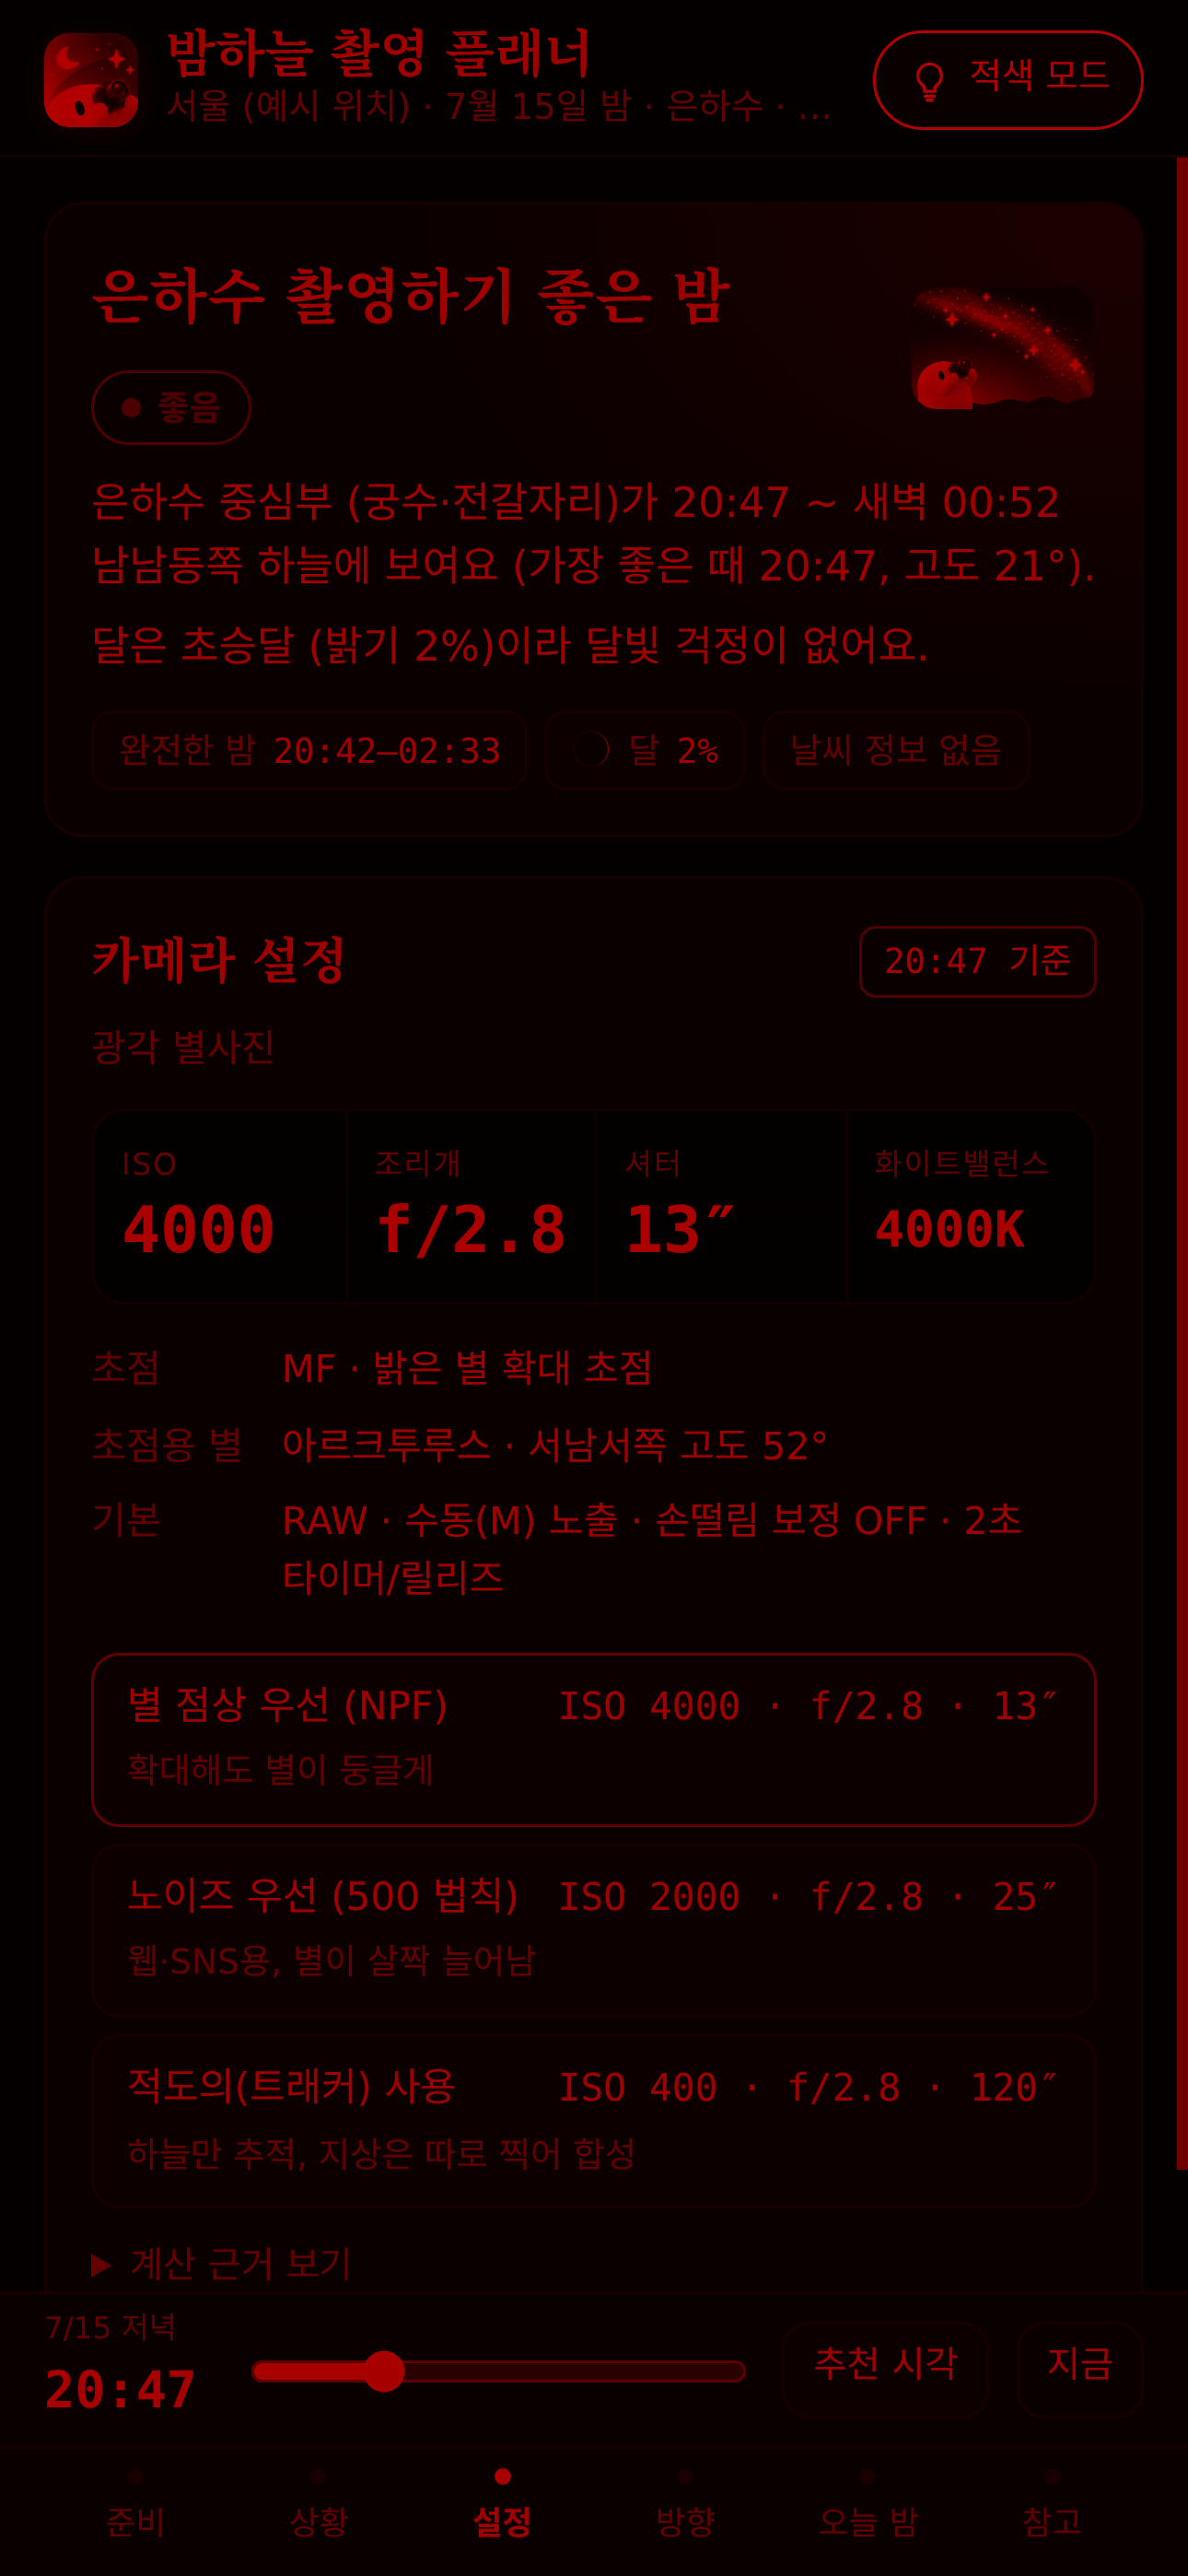 밤하늘 촬영 플래너
서울 (예시 위치) · 7월 15일 밤 · 은하수 · ...
적색 모드
은하수 촬영하기 좋은 밤
좋음
은하수 중심부 (궁수·전갈자리)가 20:47 ~ 새벽 00:52
남남동쪽 하늘에 보여요 (가장 좋은 때 20:47, 고도 21°).
달은 초승달 (밝기 2%)이라 달빛 걱정이 없어요.
완전한 밤 20:42–02:33
달 2%
날씨 정보 없음
카메라 설정
20:47 기준
광각 별사진
ISO
4000
조리개
f/2.8
셔터
13″
화이트밸런스
4000K
초점
MF · 밝은 별 확대 초점
초점용 별
아르크투루스 · 서남서쪽 고도 52°
기본
RAW · 수동(M) 노출 · 손떨림 보정 OFF · 2초
타이머/릴리즈
별 점상 우선 (NPF)
ISO 4000 · f/2.8 · 13″
확대해도 별이 둥글게
노이즈 우선 (500 법칙)
ISO 2000 · f/2.8 · 25″
웹·SNS용, 별이 살짝 늘어남
적도의(트래커) 사용
ISO 400 · f/2.8 · 120″
하늘만 추적, 지상은 따로 찍어 합성
▶ 계산 근거 보기
7/15 저녁
20:47
추천 시각
지금
준비
상황
설정
방향
오늘 밤
참고